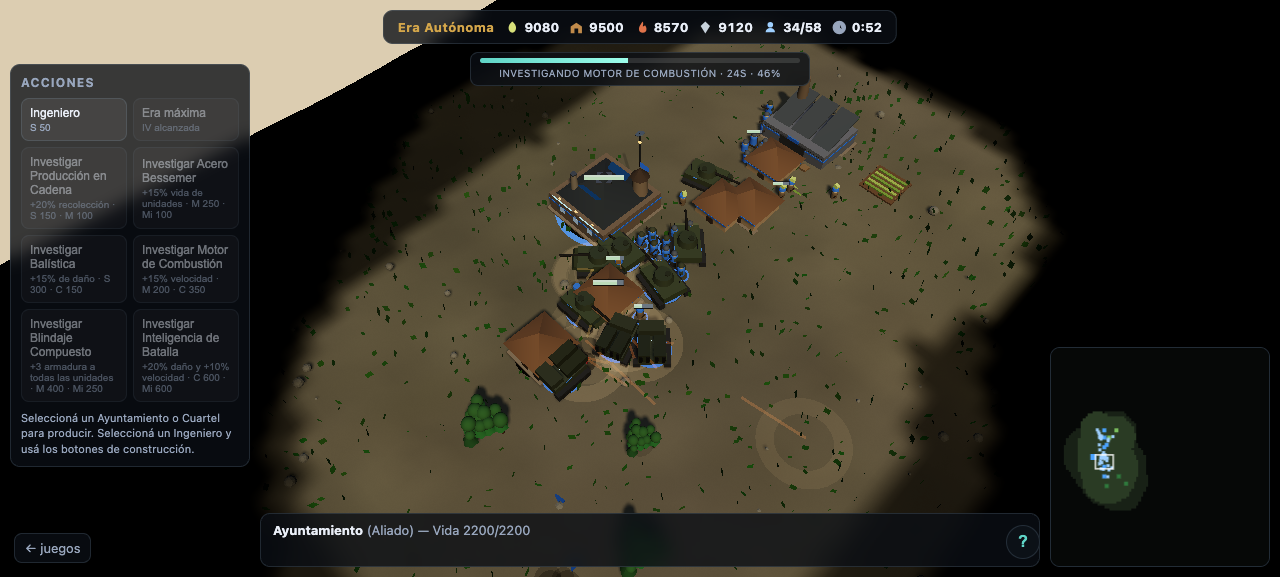 Era Autónoma 9080 9500 8570 9120 34/58 0:52
INVESTIGANDO MOTOR DE COMBUSTIÓN · 24S · 46%
ACCIONES
Ingeniero
S 50
Era máxima
IV alcanzada
Investigar
Producción en
Cadena
+20% recolección ·
S 150 · M 100
Investigar Acero
Bessemer
+15% vida de
unidades · M 250 ·
Mi 100
Investigar
Balística
+15% de daño · S
300 · C 150
Investigar Motor
de Combustión
+15% velocidad ·
M 200 · C 350
Investigar
Blindaje
Compuesto
+3 armadura a
todas las unidades
· M 400 · Mi 250
Investigar
Inteligencia de
Batalla
+20% daño y +10%
velocidad · C 600 ·
Mi 600
Seleccioná un Ayuntamiento o Cuartel
para producir. Seleccioná un Ingeniero y
usá los botones de construcción.
← juegos
Ayuntamiento (Aliado) — Vida 2200/2200
?